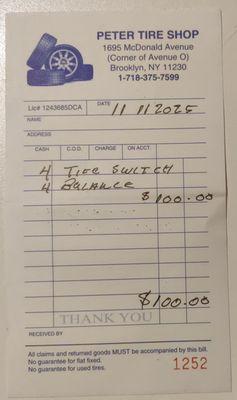 PETER TIRE SHOP
1695 McDonald Avenue
(Corner of Avenue O)
Brooklyn, NY 11230
1-718-375-7599
Lic# 1243685DCA DATE 11 11 2025
NAME
ADDRESS
CASH C.O.D. CHARGE ON ACCT.
4 TIRE SWITCH
4 BALANCE
$100.00
$100.00
THANK YOU
RECEIVED BY
All claims and returned goods MUST be accompanied by this bill.
No guarantee for flat fixed.
No guarantee for used tires.
1252